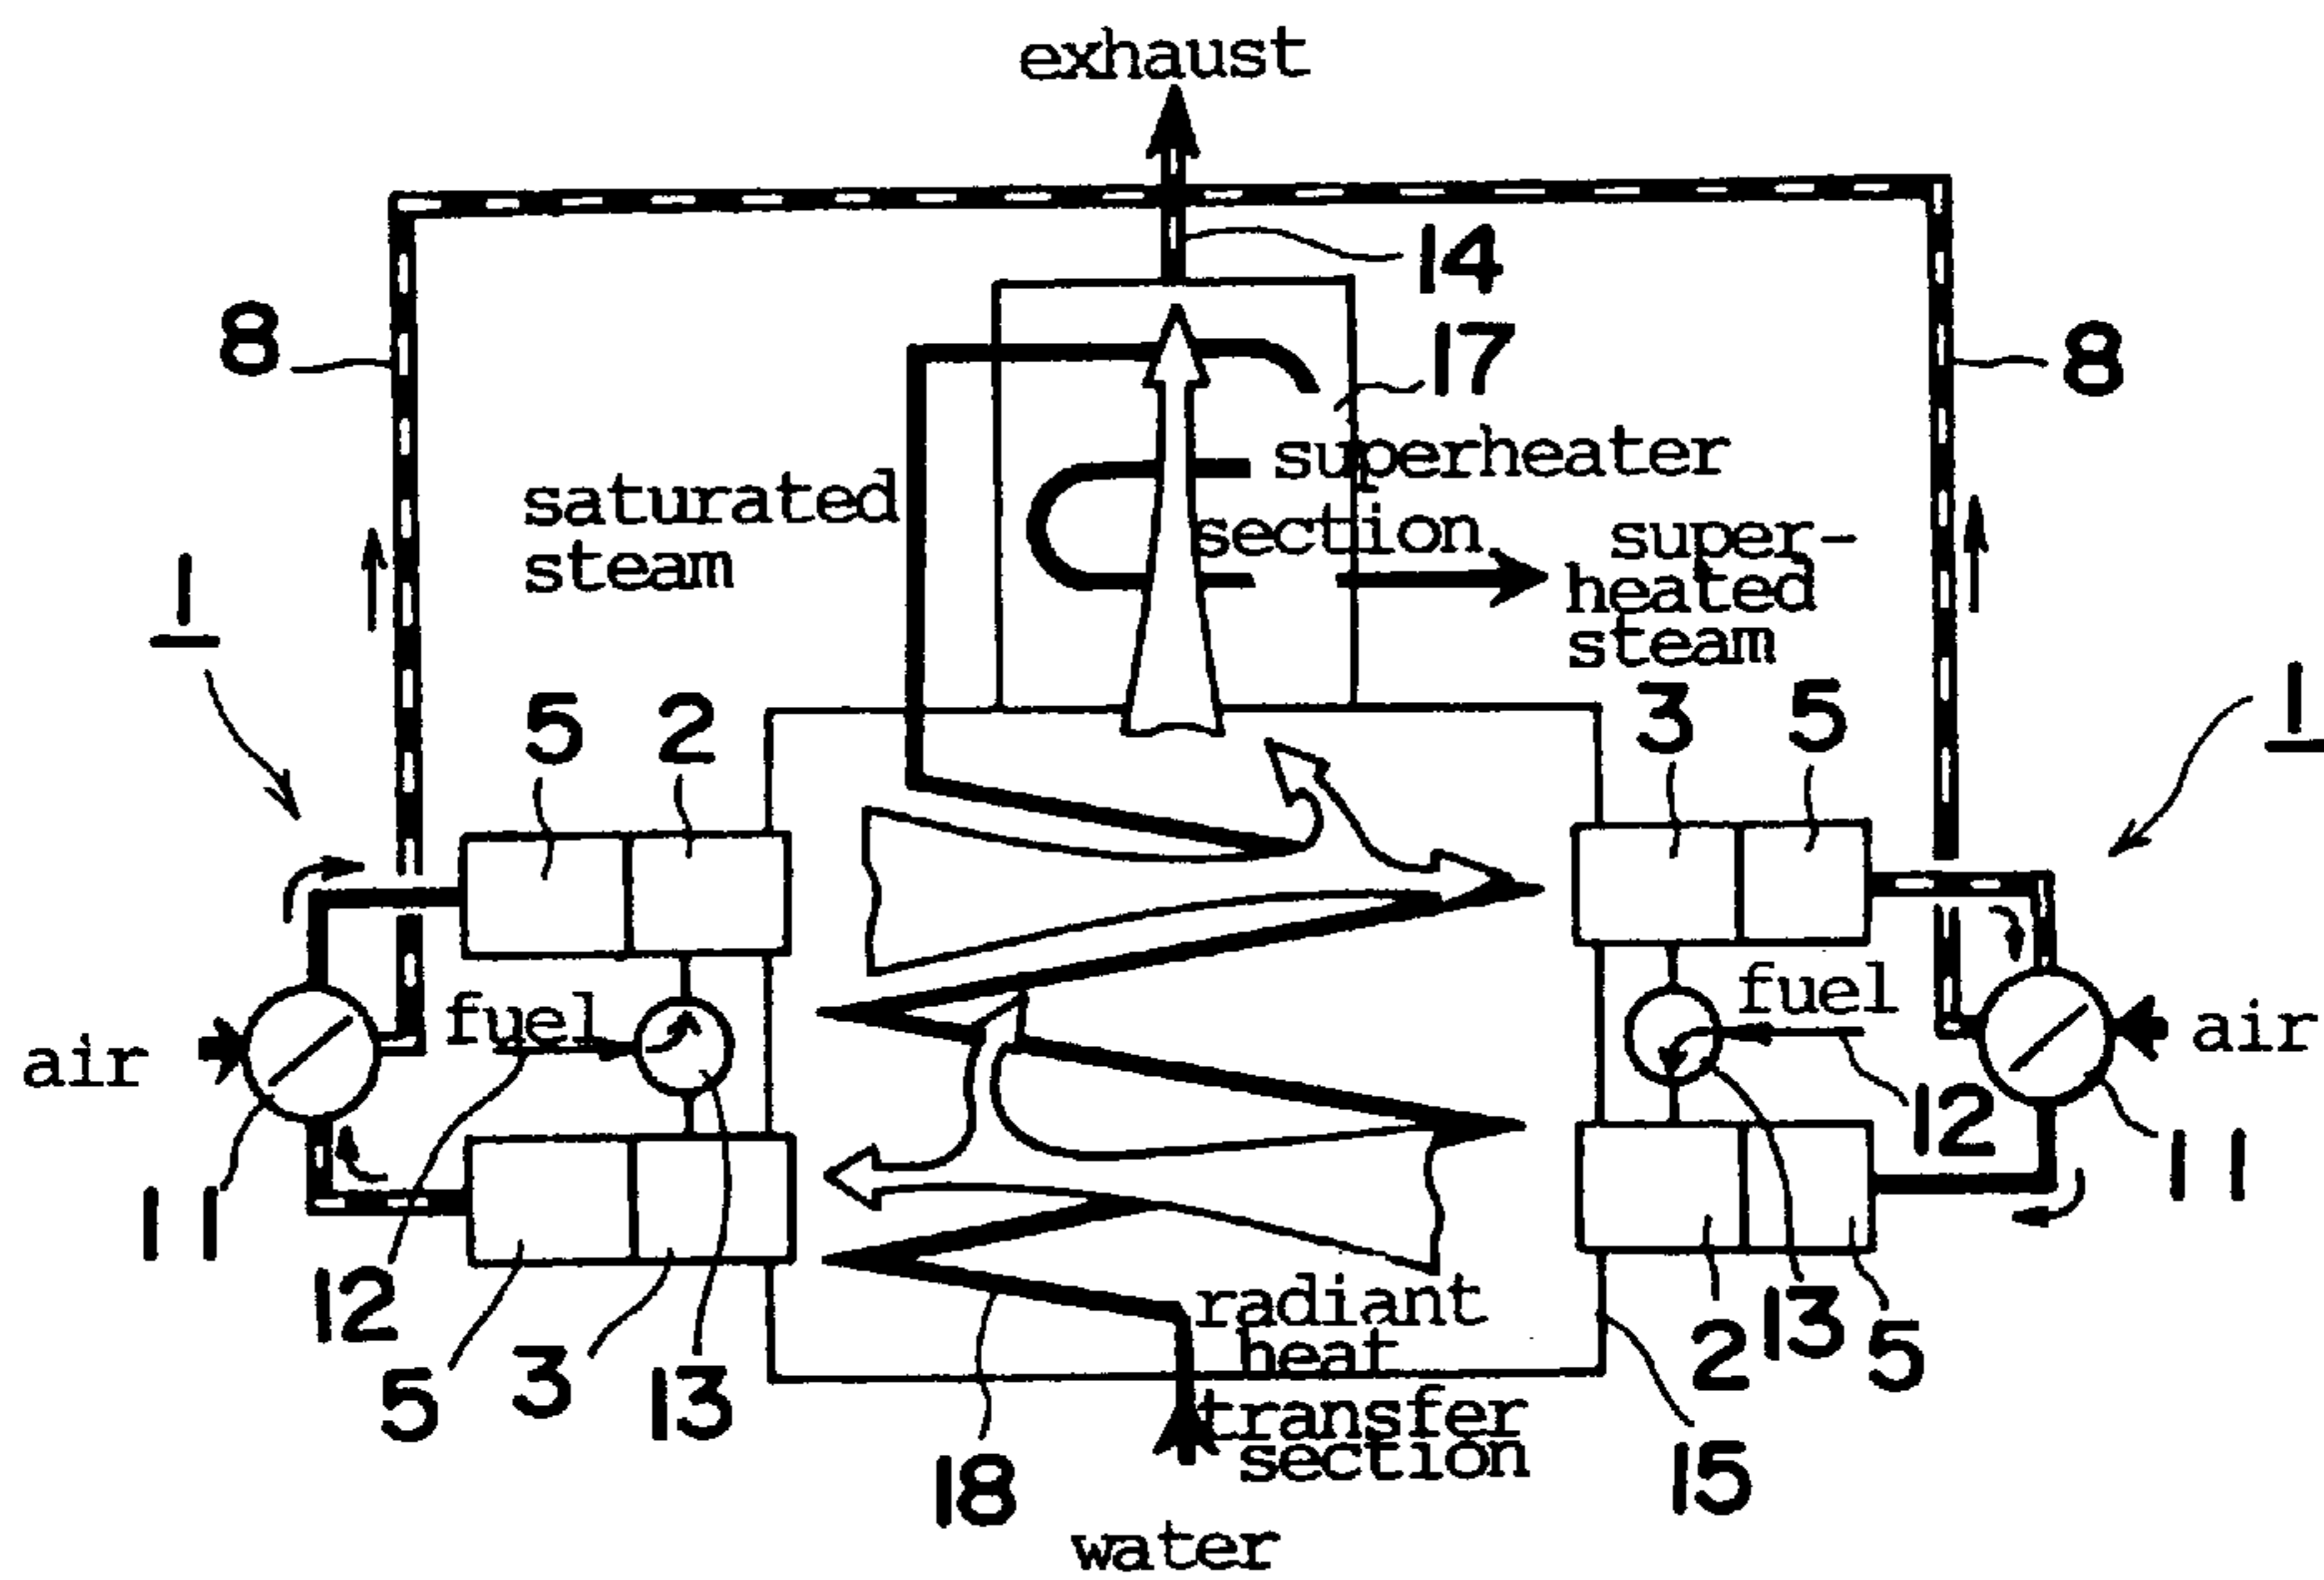 exhaust
14
8
17
8
superheater
saturated
section
super-
steam
heated
steam
1
1
5
2
3
5
fuel
fuel
air
air
12
11
11
12
radiant
heat
2
13
5
5
3
13
transfer
section
18
15
water